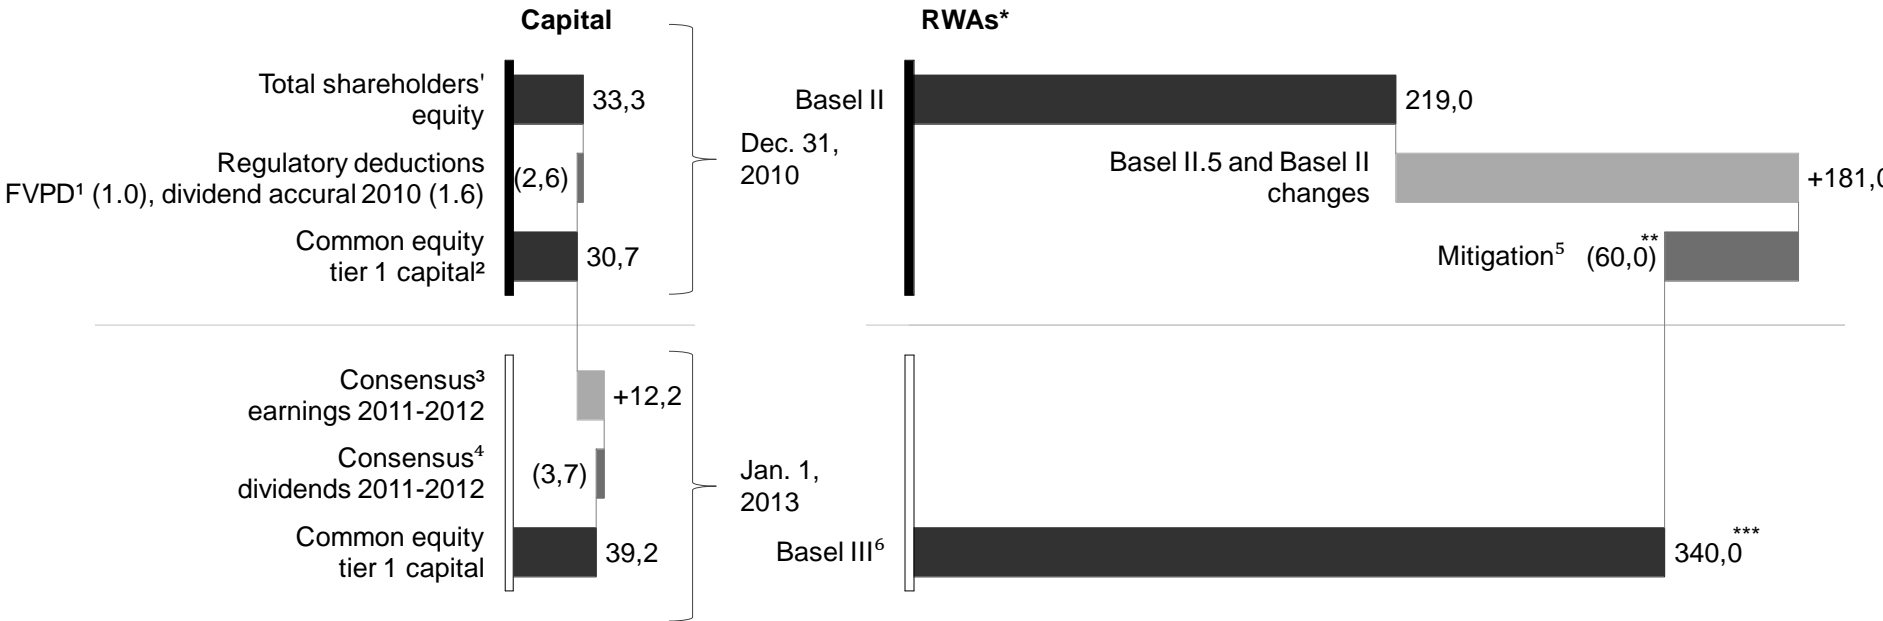 Capital
Total shareholders'
equity
33,3
Regulatory deductions
FVPD¹ (1.0), dividend accural 2010 (1.6)
(2,6)
Common equity
tier 1 capital²
30,7
Dec. 31,
2010
Consensus³
earnings 2011-2012
+12,2
Consensus⁴
dividends 2011-2012
(3,7)
Common equity
tier 1 capital
39,2
Jan. 1,
2013
RWAs*
Basel II
219,0
Basel II.5 and Basel II
changes
+181,0
Mitigation⁵ (60,0)**
Basel III⁶
340,0***